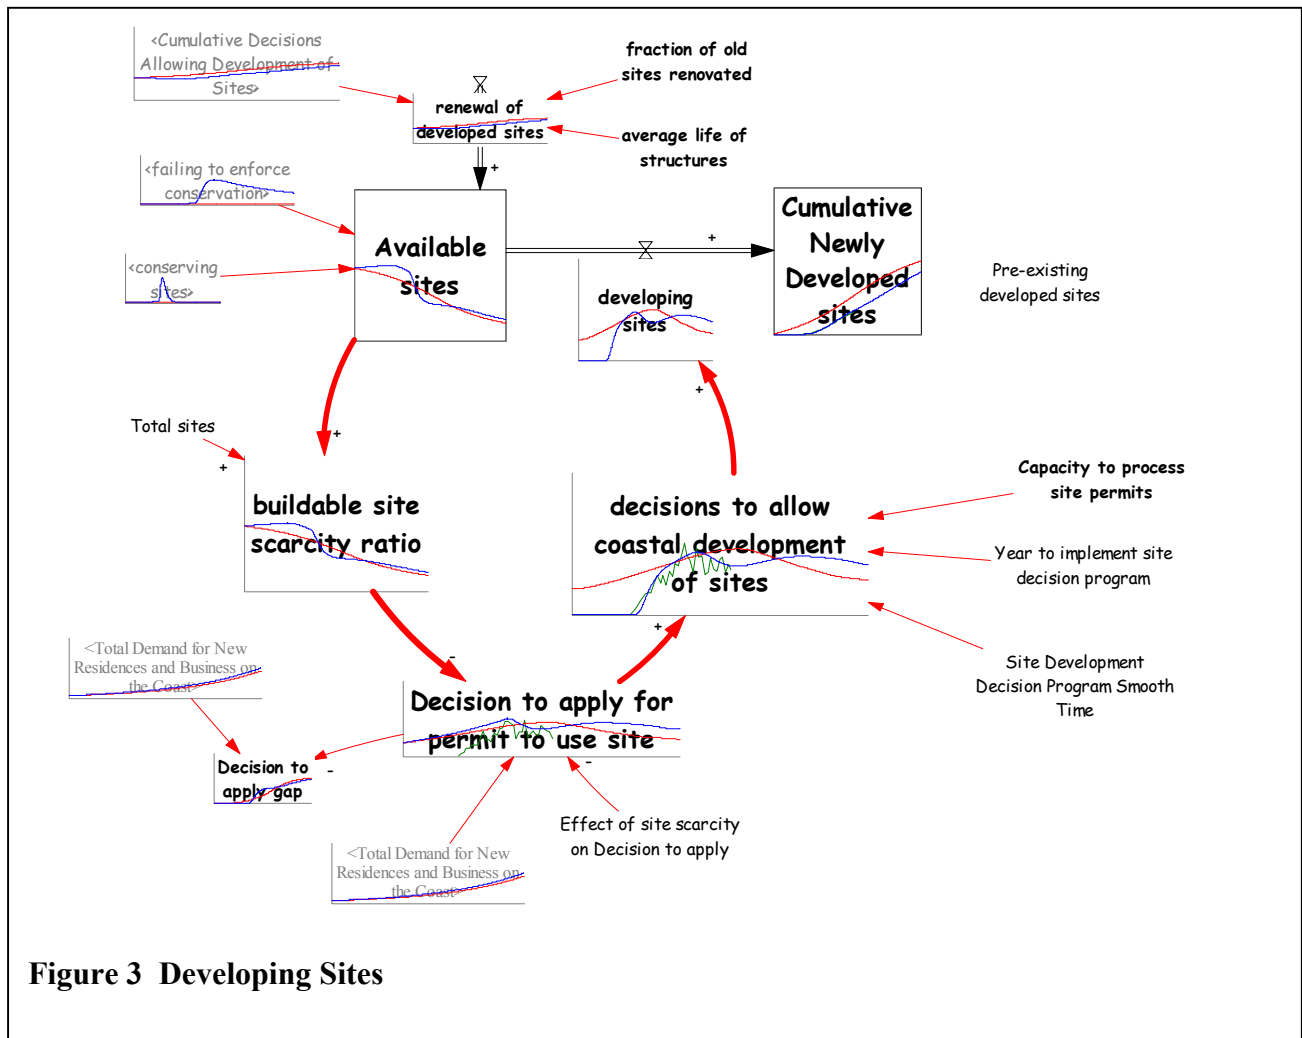 <Cumulative Decisions
Allowing Development of
Sites>
fraction of old
sites renovated
renewal of
developed sites
average life of
structures
+
<failing to enforce
conservation>
<conserving
sites>
Available
sites
+
Cumulative
Newly
Developed
sites
Pre-existing
developed sites
developing
sites
+
+
Total sites
+
buildable site
scarcity ratio
decisions to allow
coastal development
of sites
Capacity to process
site permits
Year to implement site
decision program
Site Development
Decision Program Smooth
Time
+
-
<Total Demand for New
Residences and Business on
the Coast>
Decision to apply for
permit to use site
-
Decision to
apply gap
-
Effect of site scarcity
on Decision to apply
<Total Demand for New
Residences and Business on
the Coast>
Figure 3 Developing Sites